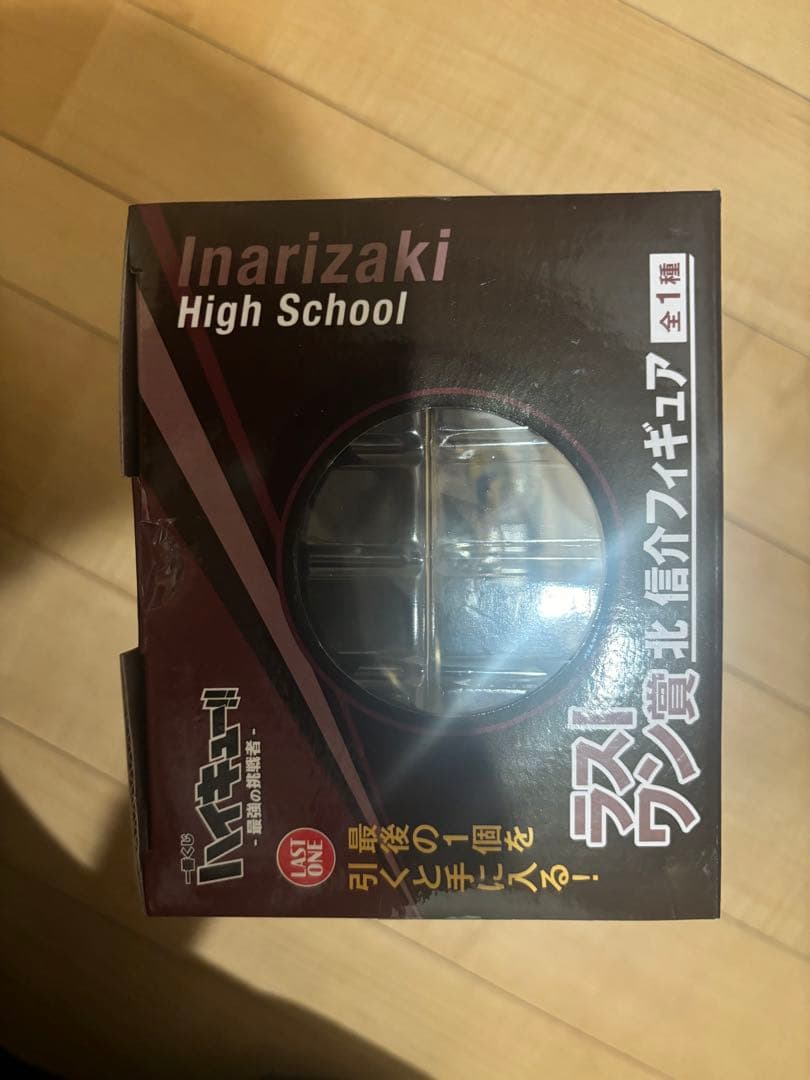 Inarizaki
High School
一番くじ
ハイキュー!!
- 最強の挑戦者 -
LAST
ONE
最後の1個を
引くと手に入る!
ラスト
ワン賞 北 信介フィギュア 全1種